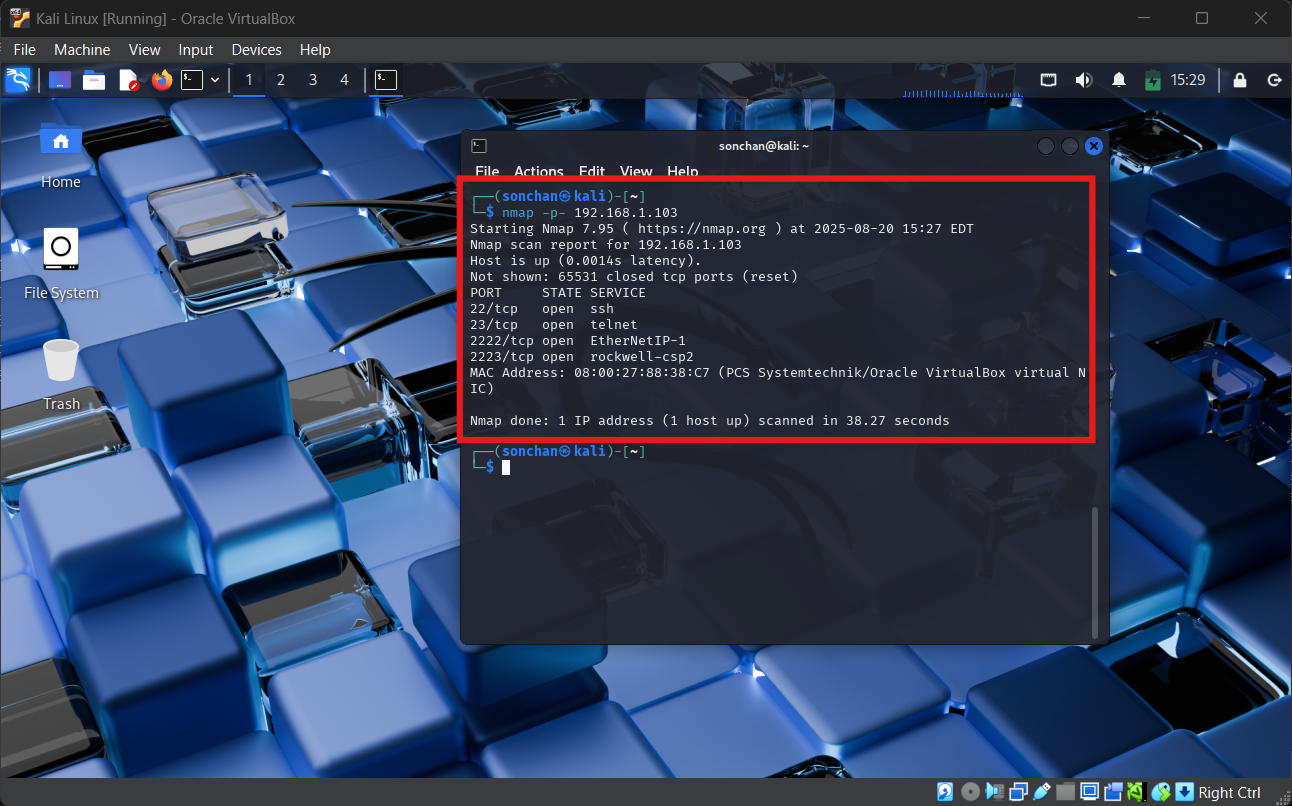 Kali Linux [Running] - Oracle VirtualBox
File Machine View Input Devices Help
1 2 3 4 15:29
Home
File System
Trash
sonchan@kali: ~
File Actions Edit View Help
┌──(sonchan㉿kali)-[~]
└─$ nmap -p- 192.168.1.103
Starting Nmap 7.95 ( https://nmap.org ) at 2025-08-20 15:27 EDT
Nmap scan report for 192.168.1.103
Host is up (0.0014s latency).
Not shown: 65531 closed tcp ports (reset)
PORT     STATE SERVICE
22/tcp   open  ssh
23/tcp   open  telnet
2222/tcp open  EtherNetIP-1
2223/tcp open  rockwell-csp2
MAC Address: 08:00:27:88:38:C7 (PCS Systemtechnik/Oracle VirtualBox virtual N
IC)
Nmap done: 1 IP address (1 host up) scanned in 38.27 seconds
┌──(sonchan㉿kali)-[~]
└─$
Right Ctrl